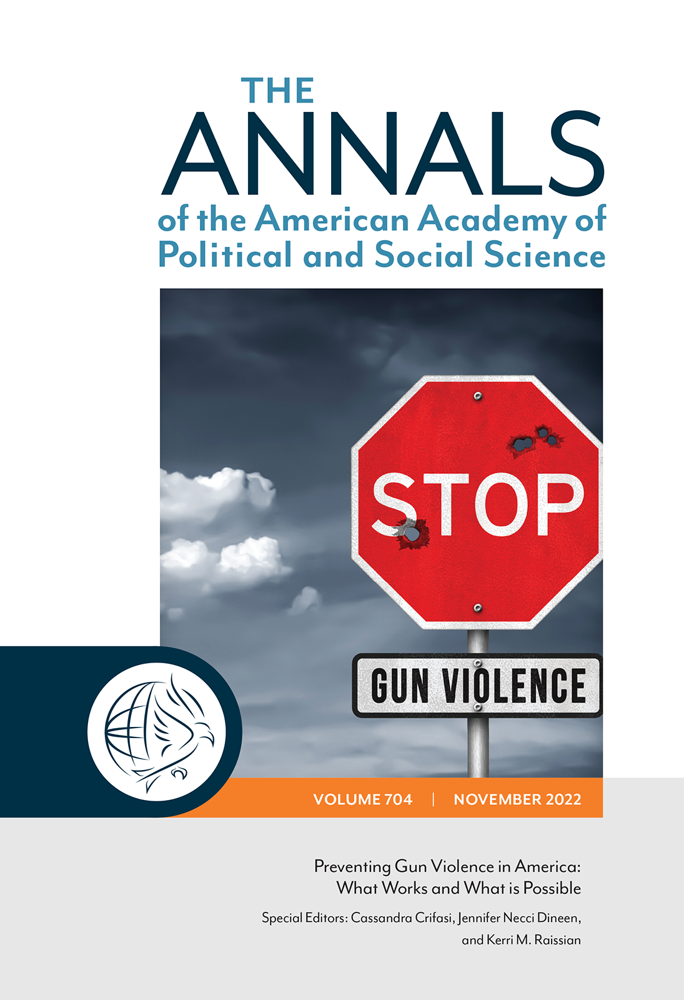 THE
ANNALS
of the American Academy of
Political and Social Science
STOP
GUN VIOLENCE
VOLUME 704 | NOVEMBER 2022
Preventing Gun Violence in America:
What Works and What is Possible
Special Editors: Cassandra Crifasi, Jennifer Necci Dineen,
and Kerri M. Raissian